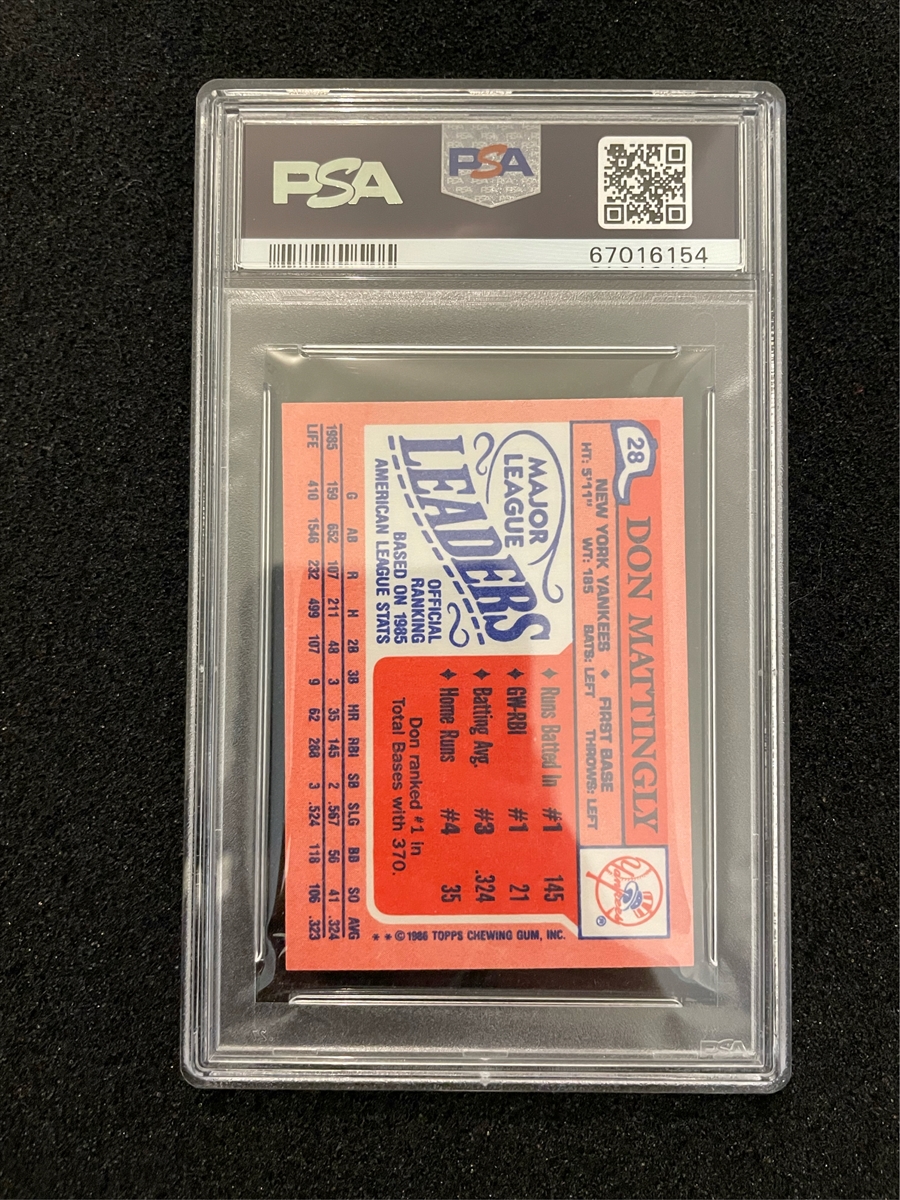 PSA
PSA
67016154
28
DON MATTINGLY
NEW YORK YANKEES ♦ FIRST BASE
HT: 5'11" WT: 185 BATS: LEFT THROWS: LEFT
Yankees
®
MAJOR
LEAGUE
LEADERS
OFFICIAL
RANKING
BASED ON 1985
AMERICAN LEAGUE STATS
♦ Runs Batted In #1 145
♦ GW-RBI #1 21
♦ Batting Avg. #3 .324
♦ Home Runs #4 35
Don ranked #1 in
Total Bases with 370.
G AB R H 2B 3B HR RBI SB SLG BB SO AVG
1985 159 652 107 211 48 3 35 145 2 .567 56 41 .324
LIFE 410 1546 232 499 107 9 62 288 3 .524 118 106 .323
* * © 1986 TOPPS CHEWING GUM, INC.
PSA